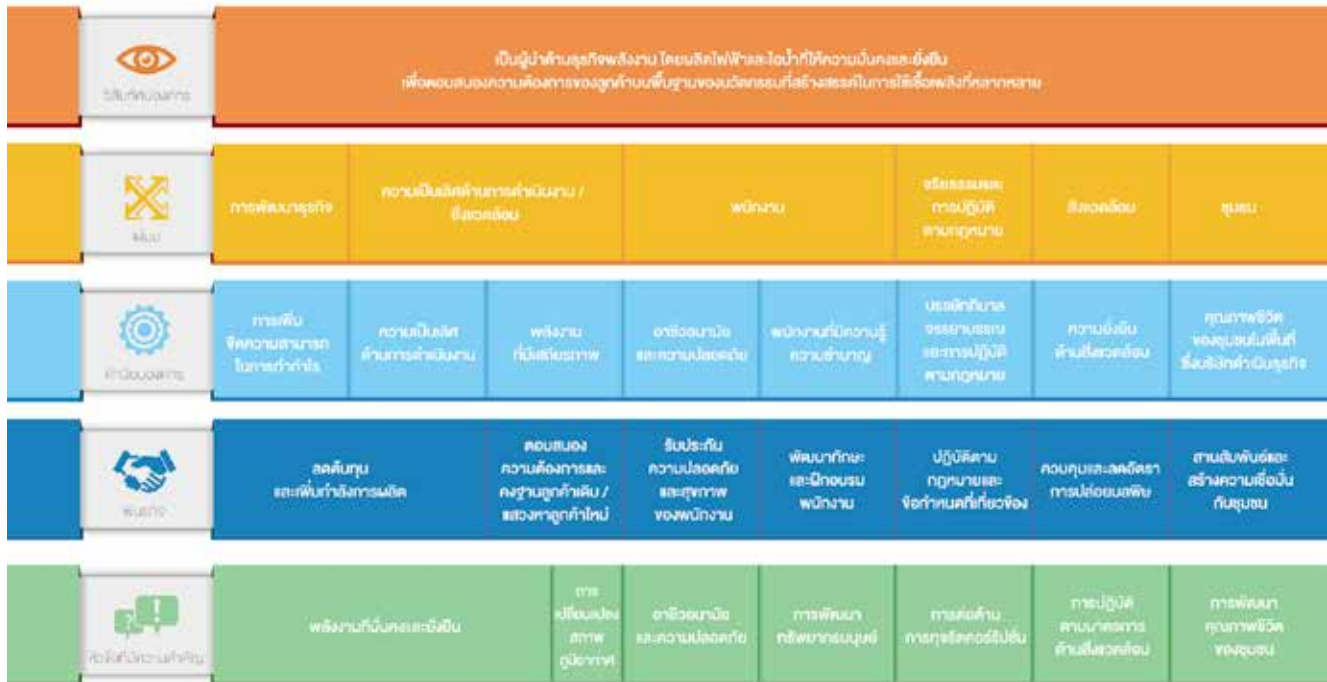 เป็นผู้นำด้านธุรกิจพลังงาน โดยผลิตไฟฟ้าและไอน้ำที่ให้ความมั่นคงและยั่งยืน
เพื่อตอบสนองความต้องการของลูกค้าบนพื้นฐานของนวัตกรรมที่สร้างสรรค์ในการใช้เชื้อเพลิงที่หลากหลาย
วิสัยทัศน์องค์กร
การพัฒนาธุรกิจ
ความเป็นเลิศด้านการดำเนินงาน /
สิ่งแวดล้อม
พนักงาน
จริยธรรมและ
การปฏิบัติ
ตามกฎหมาย
สิ่งแวดล้อม
ชุมชน
การเพิ่ม
ขีดความสามารถ
ในการทำกำไร
ความเป็นเลิศ
ด้านการดำเนินงาน
พลังงาน
ที่มีเสถียรภาพ
อาชีวอนามัย
และความปลอดภัย
พนักงานที่มีความรู้
ความชำนาญ
บรรษัทภิบาล
จรรยาบรรณ
และการปฏิบัติ
ตามกฎหมาย
ความยั่งยืน
ด้านสิ่งแวดล้อม
คุณภาพชีวิต
ของชุมชนในพื้นที่
ซึ่งบริษัทดำเนินธุรกิจ
ค่านิยมองค์กร
ลดต้นทุน
และเพิ่มกำลังการผลิต
ตอบสนอง
ความต้องการและ
คงฐานลูกค้าเดิม /
แสวงหาลูกค้าใหม่
รับประกัน
ความปลอดภัย
และสุขภาพ
ของพนักงาน
พัฒนาทักษะ
และฝึกอบรม
พนักงาน
ปฏิบัติตาม
กฎหมายและ
ข้อกำหนดที่เกี่ยวข้อง
ควบคุมและลดอัตรา
การปล่อยมลพิษ
สานสัมพันธ์และ
สร้างความเชื่อมั่น
กับชุมชน
พันธกิจ
พลังงานที่มั่นคงและยั่งยืน
การ
เปลี่ยนแปลง
สภาพ
ภูมิอากาศ
อาชีวอนามัย
และความปลอดภัย
การพัฒนา
ทรัพยากรมนุษย์
การต่อต้าน
การทุจริตคอร์รัปชั่น
การปฏิบัติ
ตามมาตรการ
ด้านสิ่งแวดล้อม
การพัฒนา
คุณภาพชีวิต
ของชุมชน
หัวข้อที่มีความสำคัญ